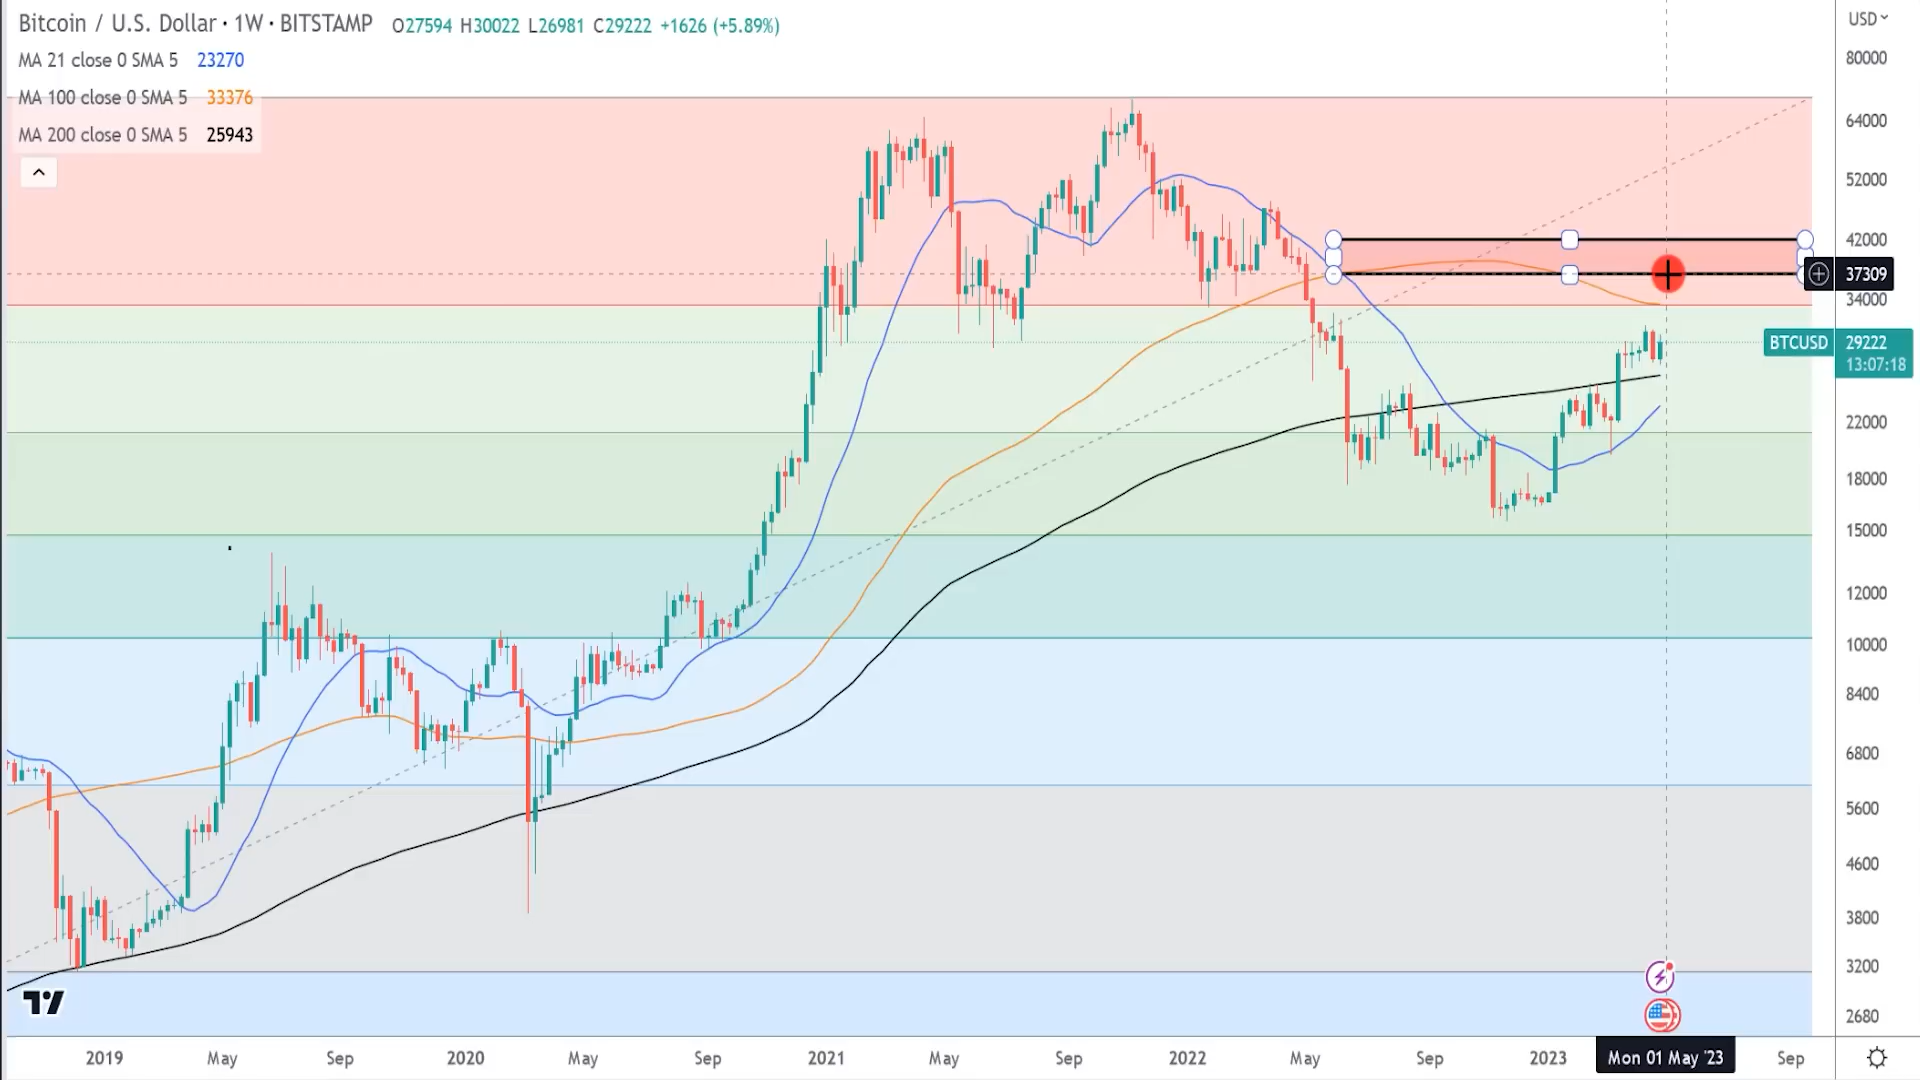 Bitcoin / U.S. Dollar · 1W · BITSTAMP O27594 H30022 L26981 C29222 +1626 (+5.89%)
MA 21 close 0 SMA 5 23270
MA 100 close 0 SMA 5 33376
MA 200 close 0 SMA 5 25943
USD
80000
64000
52000
42000
37309
34000
BTCUSD 29222
13:07:18
22000
18000
15000
12000
10000
8400
6800
5600
4600
3800
3200
2680
2019 May Sep 2020 May Sep 2021 May Sep 2022 May Sep 2023 Mon 01 May '23 Sep